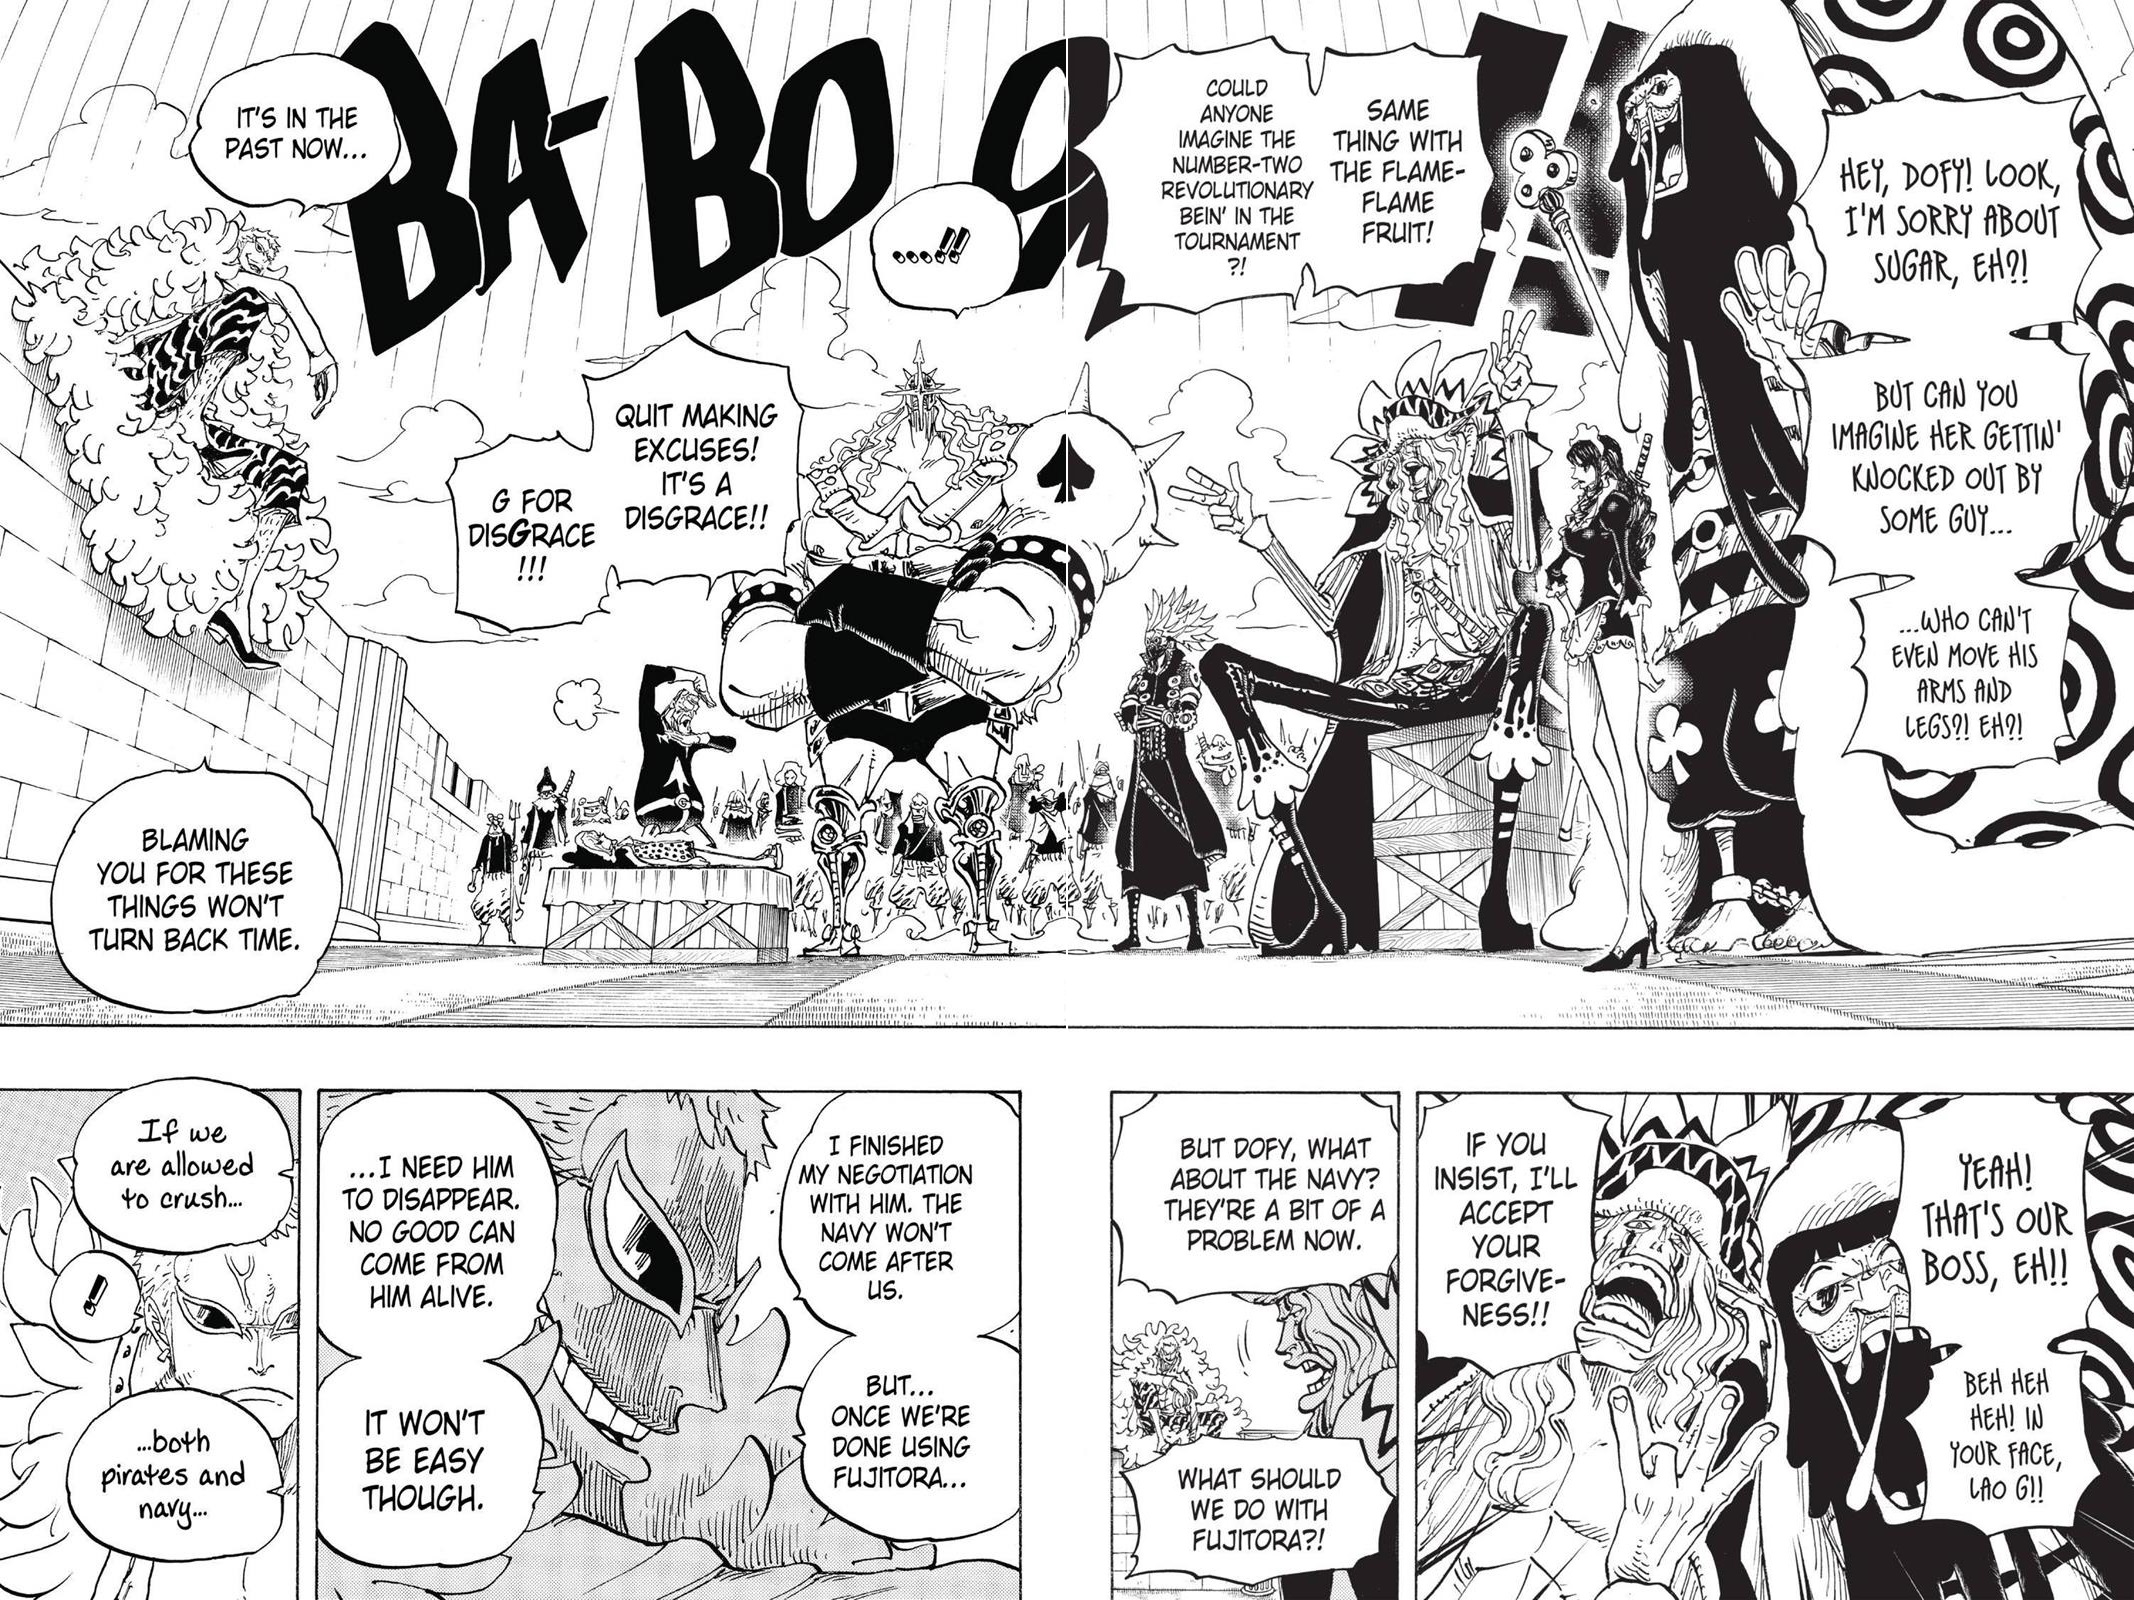 HEY, DOFY! LOOK,
I'M SORRY ABOUT
SUGAR, EH?!
BUT CAN YOU
IMAGINE HER GETTIN'
KNOCKED OUT BY
SOME GUY...
...WHO CAN'T
EVEN MOVE HIS
ARMS AND
LEGS?! EH?!
SAME
THING WITH
THE FLAME-
FLAME
FRUIT!
COULD
ANYONE
IMAGINE THE
NUMBER-TWO
REVOLUTIONARY
BEIN' IN THE
TOURNAMENT
?!
...!!
BA-BOO
QUIT MAKING
EXCUSES!
IT'S A
DISGRACE!!
G FOR
DISGRACE
!!!
IT'S IN THE
PAST NOW...
BLAMING
YOU FOR THESE
THINGS WON'T
TURN BACK TIME.
YEAH!
THAT'S OUR
BOSS, EH!!
BEH HEH
HEH! IN
YOUR FACE,
LAO G!!
IF YOU
INSIST, I'LL
ACCEPT
YOUR
FORGIVE-
NESS!!
BUT DOFY, WHAT
ABOUT THE NAVY?
THEY'RE A BIT OF A
PROBLEM NOW.
WHAT SHOULD
WE DO WITH
FUJITORA?!
I FINISHED
MY NEGOTIATION
WITH HIM. THE
NAVY WON'T
COME AFTER
US.
BUT...
ONCE WE'RE
DONE USING
FUJITORA...
...I NEED HIM
TO DISAPPEAR.
NO GOOD CAN
COME FROM
HIM ALIVE.
IT WON'T
BE EASY
THOUGH.
If we
are allowed
to crush...
!!
...both
pirates and
navy...